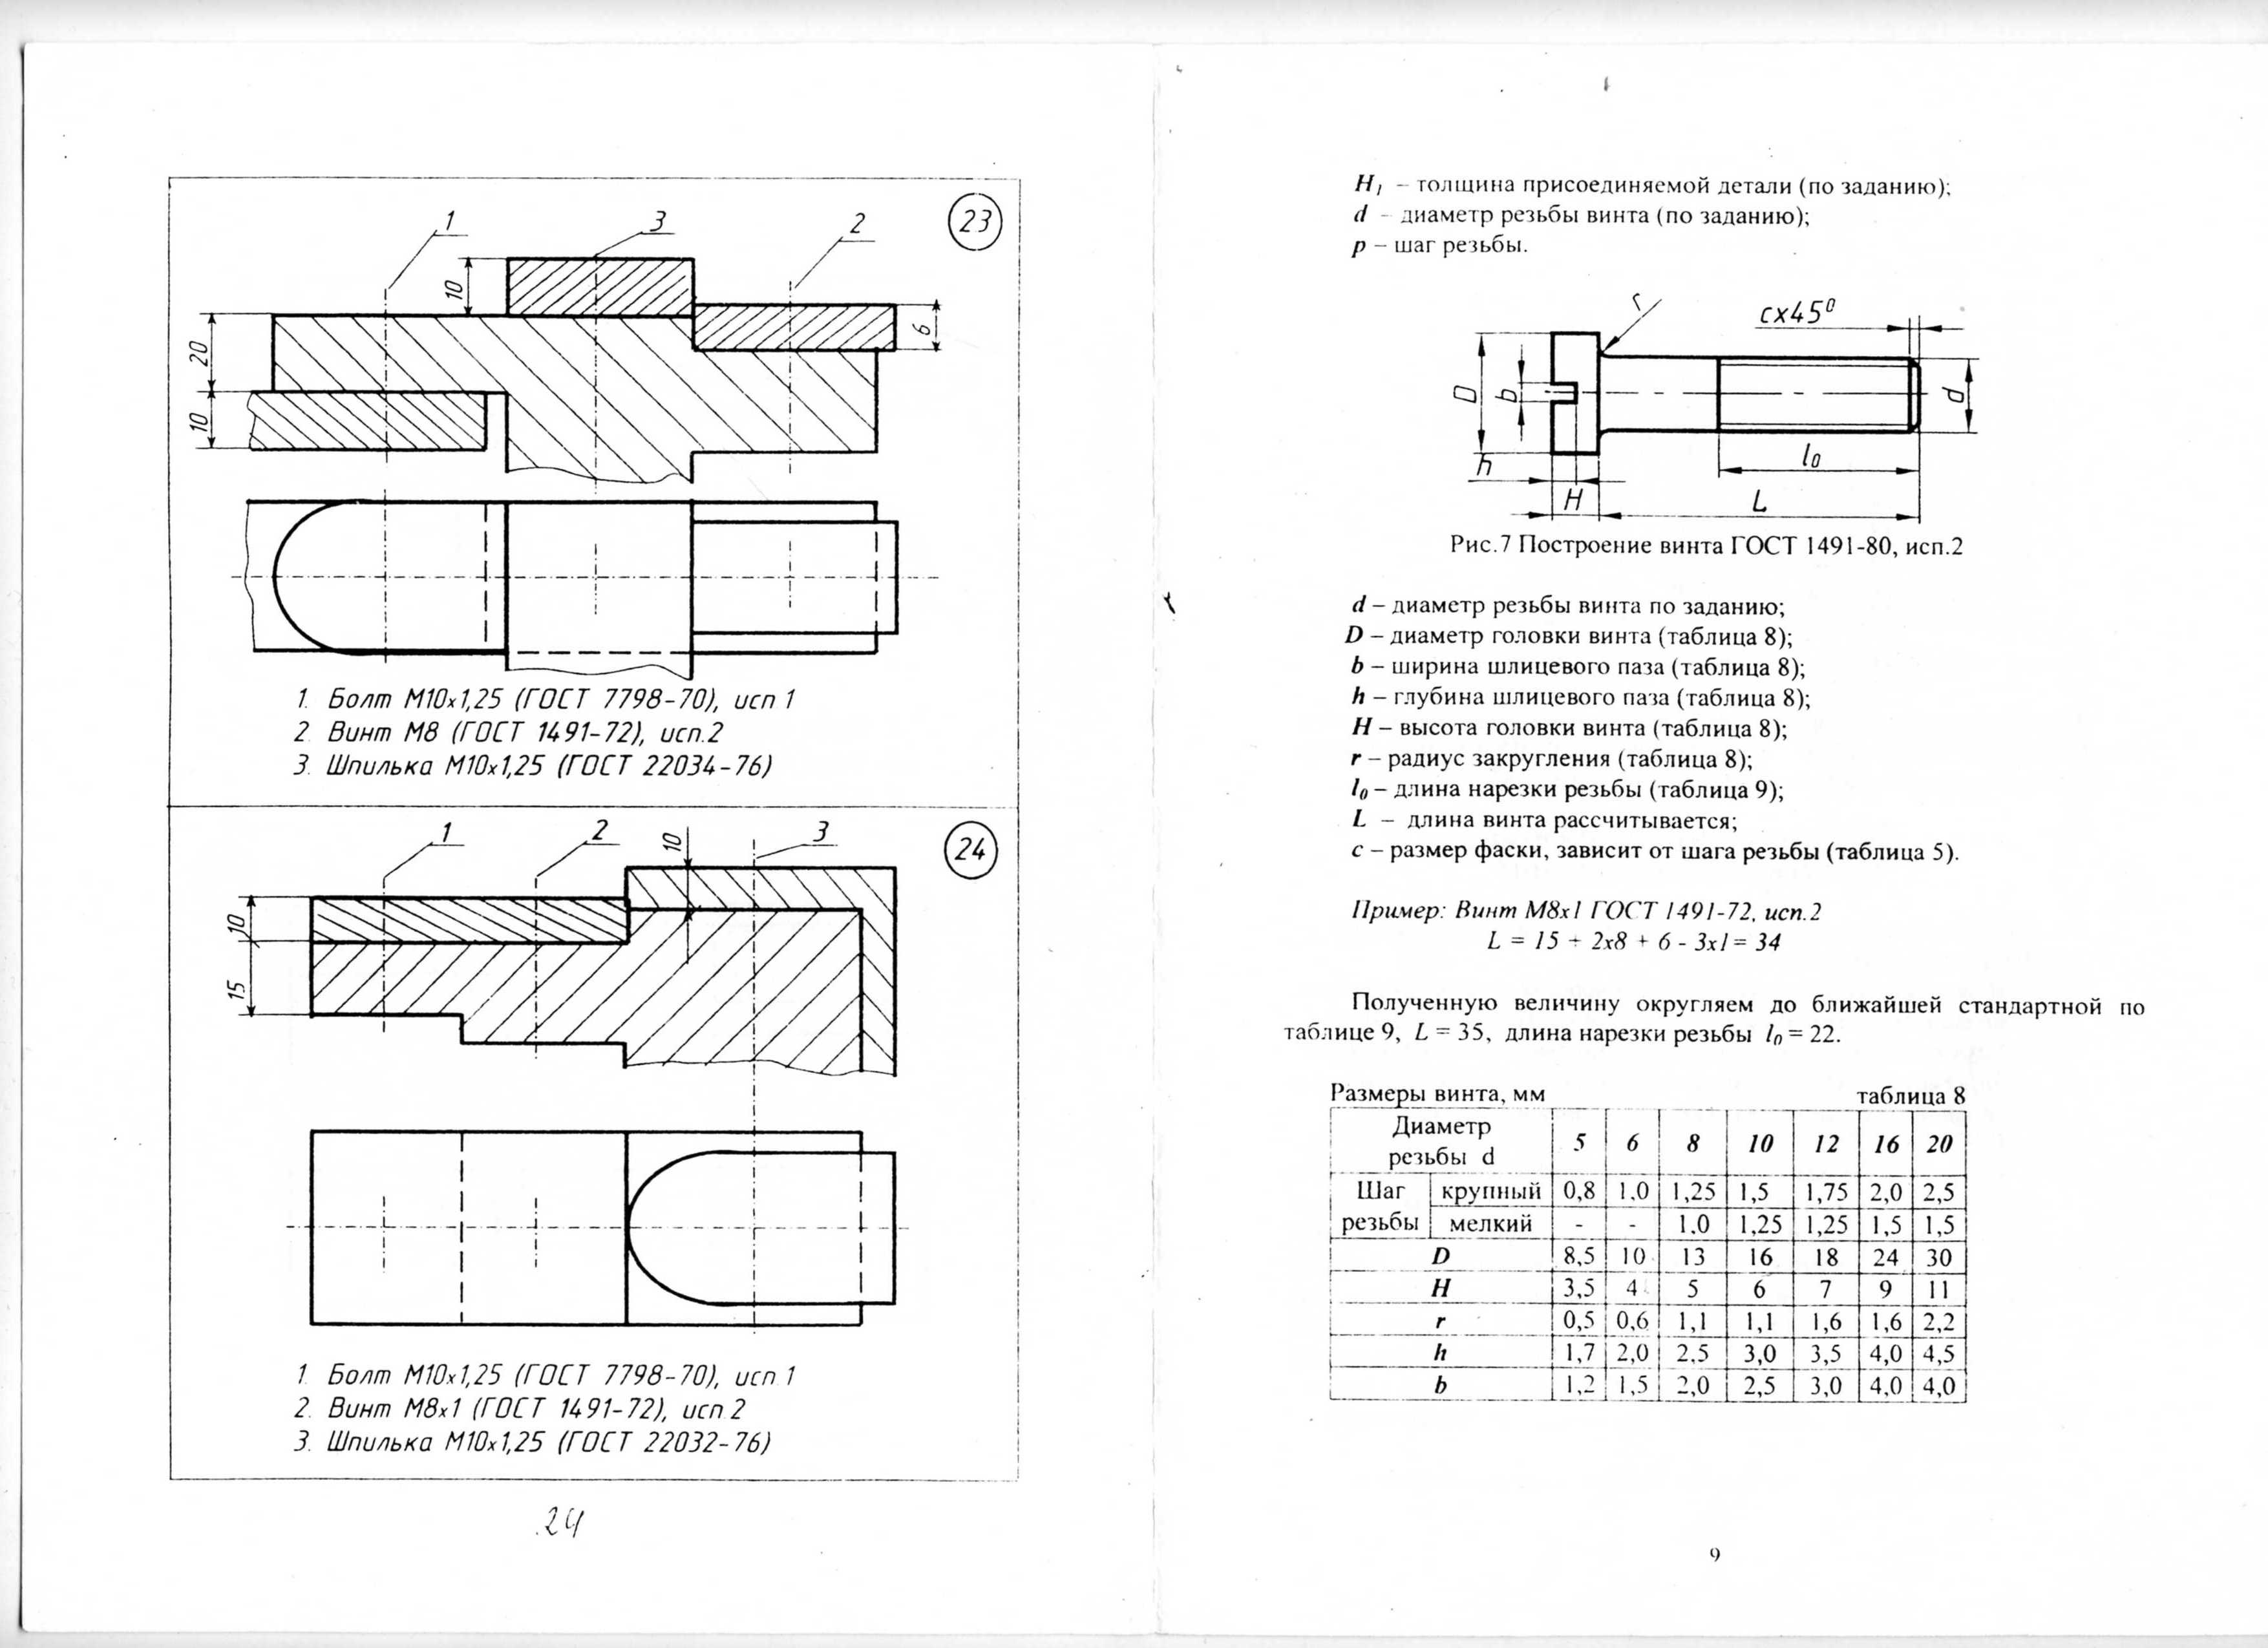 23
1
3
2
10
20
6
10
1. Болт М10х1,25 (ГОСТ 7798-70), исп 1
2 Винт М8 (ГОСТ 1491-72), исп.2
3. Шпилька М10х1,25 (ГОСТ 22034-76)
24
1
2
3
10
10
15
1. Болт М10х1,25 (ГОСТ 7798-70), исп 1
2. Винт М8х1 (ГОСТ 1491-72), исп 2
3. Шпилька М10х1,25 (ГОСТ 22032-76)
24
H1 – толщина присоединяемой детали (по заданию);
d – диаметр резьбы винта (по заданию);
p – шаг резьбы.
r
cx45°
D
b
d
h
l0
H
L
Рис.7 Построение винта ГОСТ 1491-80, исп.2
d – диаметр резьбы винта по заданию;
D – диаметр головки винта (таблица 8);
b – ширина шлицевого паза (таблица 8);
h – глубина шлицевого паза (таблица 8);
H – высота головки винта (таблица 8);
r – радиус закругления (таблица 8);
l0 – длина нарезки резьбы (таблица 9);
L – длина винта рассчитывается;
c – размер фаски, зависит от шага резьбы (таблица 5).
Пример: Винт М8х1 ГОСТ 1491-72, исп.2
L = 15 + 2x8 + 6 - 3x1= 34
Полученную величину округляем до ближайшей стандартной по
таблице 9, L = 35, длина нарезки резьбы l0 = 22.
Размеры винта, мм таблица 8
Диаметр резьбы d 5 6 8 10 12 16 20
Шаг резьбы крупный 0,8 1.0 1,25 1,5 1,75 2,0 2,5
мелкий - - 1.0 1,25 1,25 1,5 1,5
D 8,5 10 13 16 18 24 30
H 3,5 4 5 6 7 9 11
r 0,5 0,6 1,1 1,1 1,6 1,6 2,2
h 1,7 2,0 2,5 3,0 3,5 4,0 4,5
b 1,2 1,5 2,0 2,5 3,0 4,0 4,0
9